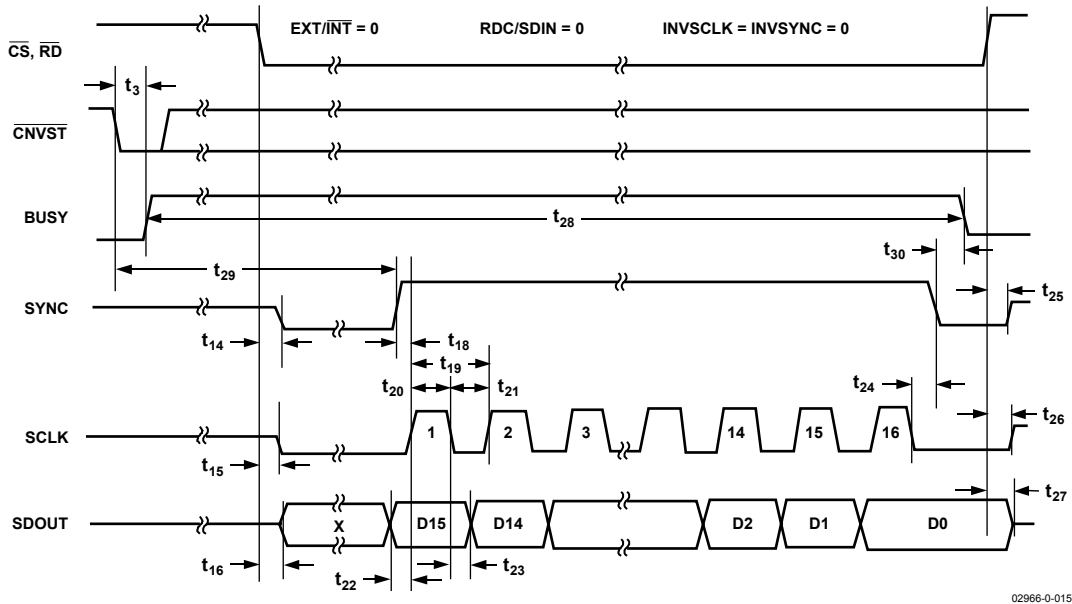 EXT/INT = 0 RDC/SDIN = 0 INVSCLK = INVSYNC = 0
CS, RD
t3
CNVST
BUSY
t28
t30
t29
SYNC
t25
t14
t18
t19
t20
t21
t24
SCLK
1 2 3 14 15 16
t26
t15
t27
SDOUT
X D15 D14 D2 D1 D0
t16
t22
t23
02966-0-015